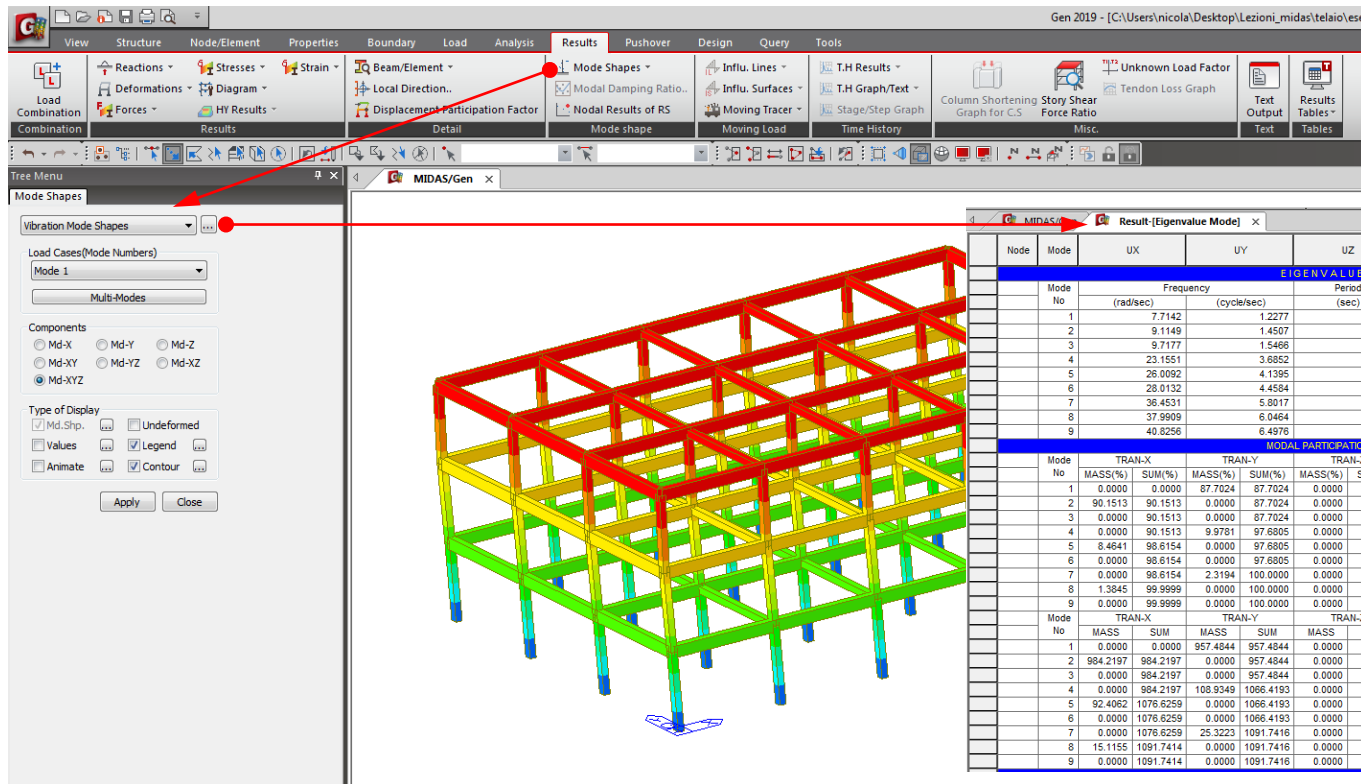 Gen 2019 - [C:\Users\nicola\Desktop\Lezioni_midas\telaio\ese
View Structure Node/Element Properties Boundary Load Analysis Results Pushover Design Query Tools
Load Combination
Reactions Stresses Strain
Deformations Diagram
Forces HY Results
Beam/Element
Local Direction..
Displacement Participation Factor
Mode Shapes
Modal Damping Ratio..
Nodal Results of RS
Influ. Lines
Influ. Surfaces
Moving Tracer
T.H Results
T.H Graph/Text
Stage/Step Graph
Column Shortening Graph for C.S
Story Shear Force Ratio
Unknown Load Factor
Tendon Loss Graph
Text Output
Results Tables
Combination Results Detail Mode shape Moving Load Time History Misc. Text Tables
Tree Menu
MIDAS/Gen
Mode Shapes
Vibration Mode Shapes ...
Load Cases(Mode Numbers)
Mode 1
Multi-Modes
Components
Md-X Md-Y Md-Z
Md-XY Md-YZ Md-XZ
Md-XYZ
Type of Display
Md.Shp. ... Undeformed
Values ... Legend ...
Animate ... Contour ...
Apply Close
MIDAS/Gen Result-[Eigenvalue Mode]
Node Mode UX UY UZ
EIGENVALUE
Mode No Frequency Period
(rad/sec) (cycle/sec) (sec)
1 7.7142 1.2277
2 9.1149 1.4507
3 9.7177 1.5466
4 23.1551 3.6852
5 26.0092 4.1395
6 28.0132 4.4584
7 36.4531 5.8017
8 37.9909 6.0464
9 40.8256 6.4976
MODAL PARTICIPATIO
Mode No TRAN-X TRAN-Y TRAN-
MASS(%) SUM(%) MASS(%) SUM(%) MASS(%) S
1 0.0000 0.0000 87.7024 87.7024 0.0000
2 90.1513 90.1513 0.0000 87.7024 0.0000
3 0.0000 90.1513 0.0000 87.7024 0.0000
4 0.0000 90.1513 9.9781 97.6805 0.0000
5 8.4641 98.6154 0.0000 97.6805 0.0000
6 0.0000 98.6154 0.0000 97.6805 0.0000
7 0.0000 98.6154 2.3194 100.0000 0.0000
8 1.3845 99.9999 0.0000 100.0000 0.0000
9 0.0000 99.9999 0.0000 100.0000 0.0000
Mode No TRAN-X TRAN-Y TRAN-
MASS SUM MASS SUM MASS
1 0.0000 0.0000 957.4844 957.4844 0.0000
2 984.2197 984.2197 0.0000 957.4844 0.0000
3 0.0000 984.2197 0.0000 957.4844 0.0000
4 0.0000 984.2197 108.9349 1066.4193 0.0000
5 92.4062 1076.6259 0.0000 1066.4193 0.0000
6 0.0000 1076.6259 0.0000 1066.4193 0.0000
7 0.0000 1076.6259 25.3223 1091.7416 0.0000
8 15.1155 1091.7414 0.0000 1091.7416 0.0000
9 0.0000 1091.7414 0.0000 1091.7416 0.0000